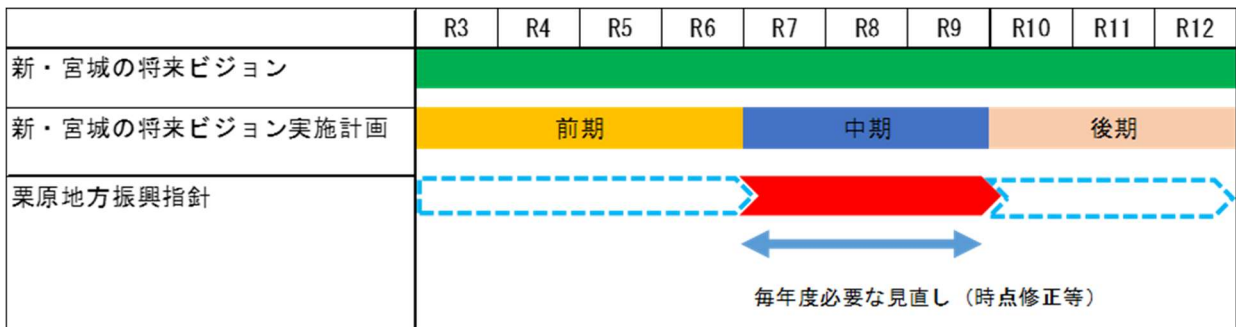 R3 R4 R5 R6 R7 R8 R9 R10 R11 R12
新・宮城の将来ビジョン
新・宮城の将来ビジョン実施計画 前期 中期 後期
栗原地方振興指針
毎年度必要な見直し（時点修正等）